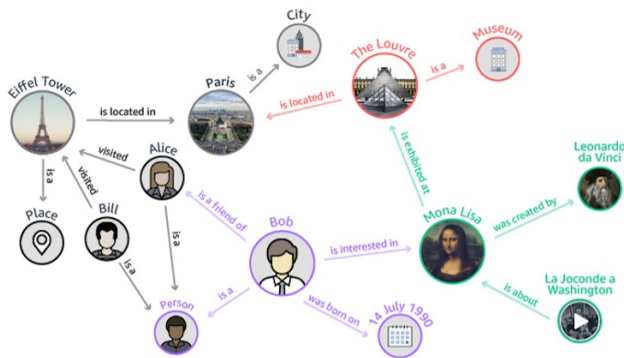 City
The Louvre
Museum
is a
is a
Eiffel Tower
Paris
is located in
is located in
visited
Alice
is exhibited at
Leonardo
da Vinci
is a
visited
is a friend of
Mona Lisa
was created by
Place
Bill
is a
Bob
is interested in
is a
is about
La Joconde a
Washington
Person
is a
was born on
14 July 1990